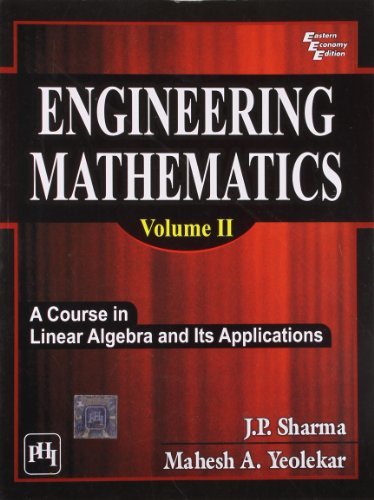 Eastern
Economy
Edition
ENGINEERING
MATHEMATICS
Volume II
A Course in
Linear Algebra and Its Applications
J.P. Sharma
Mahesh A. Yeolekar
PHI